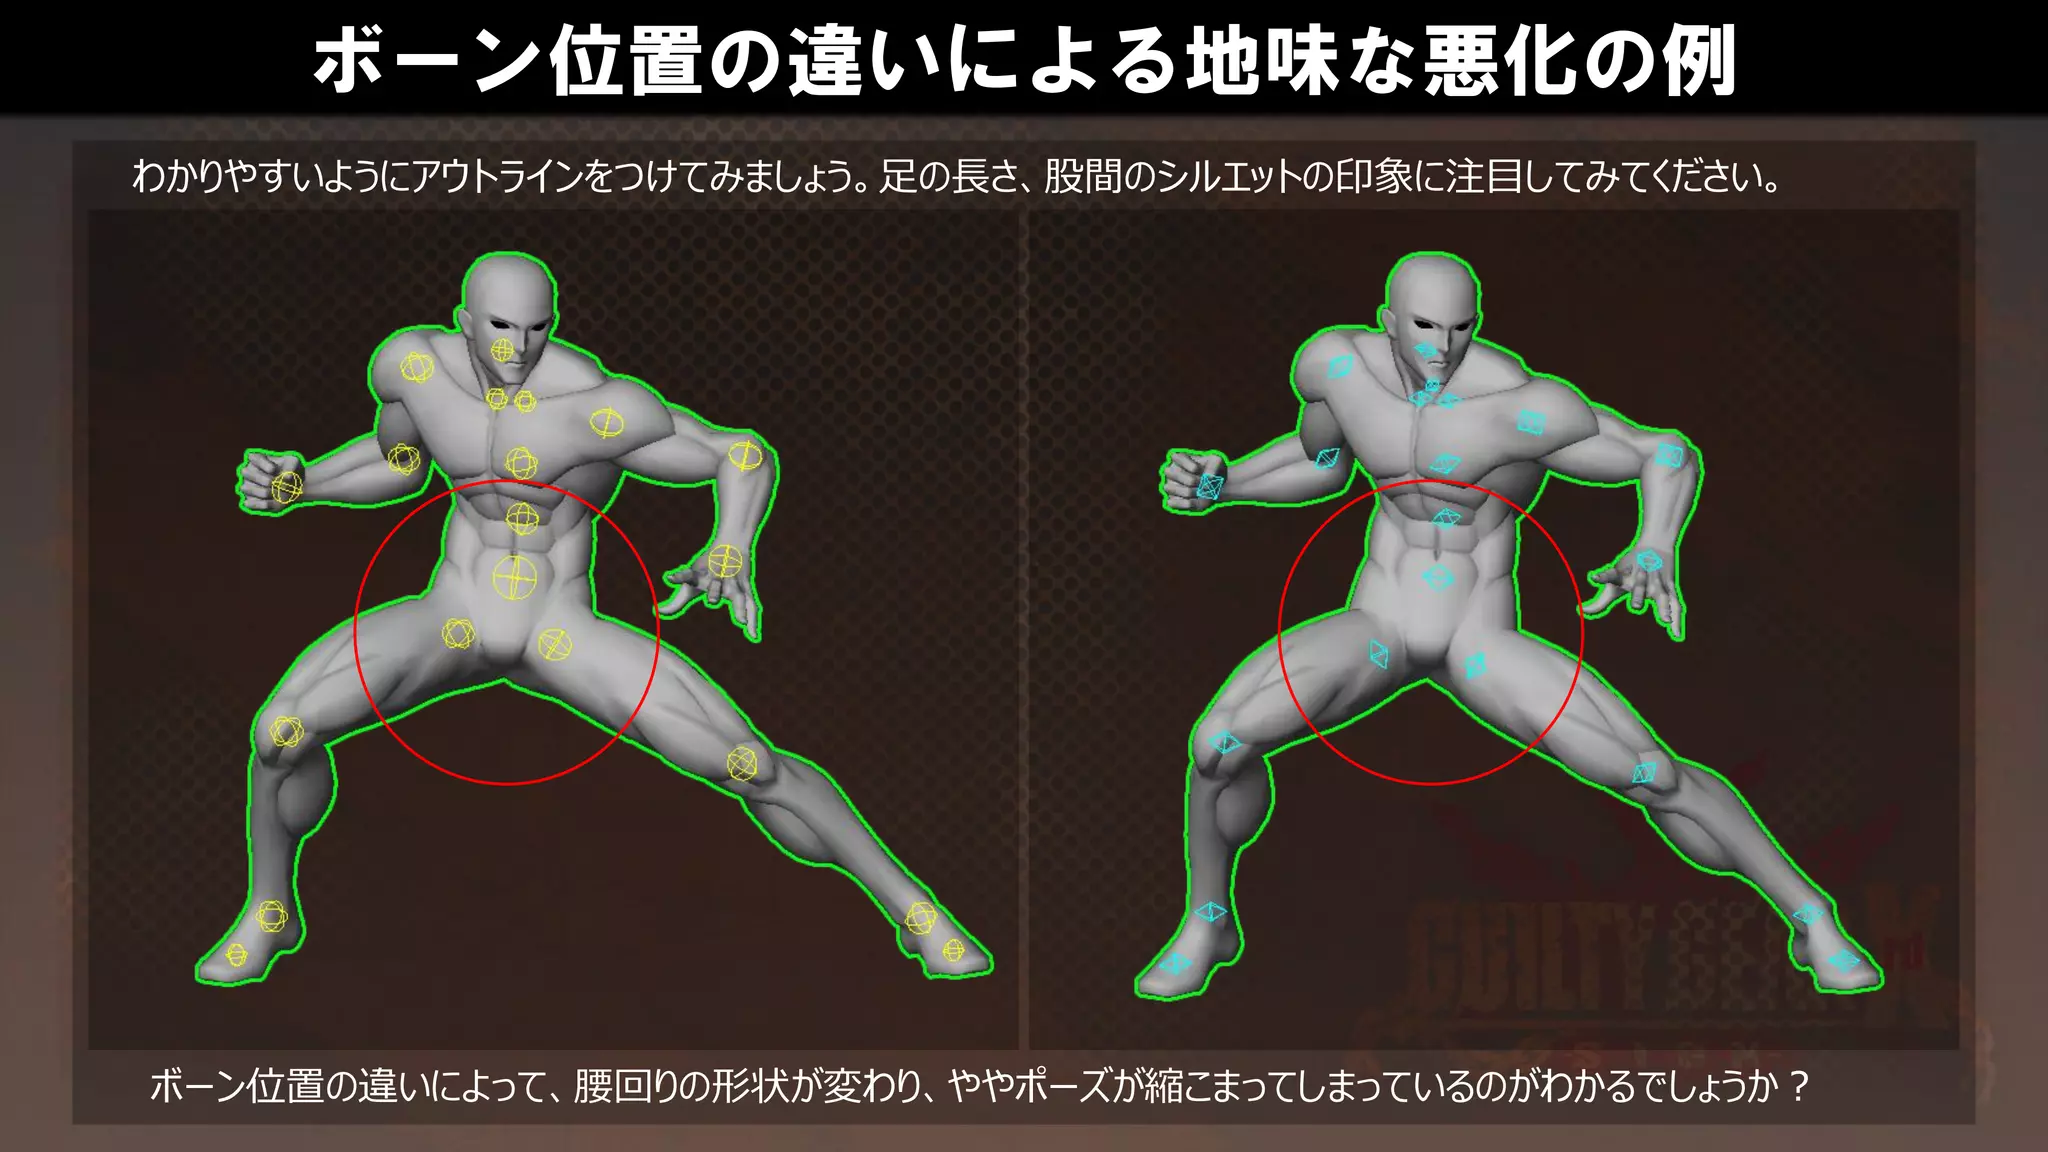 ボーン位置の違いによる地味な悪化の例
わかりやすいようにアウトラインをつけてみましょう。足の長さ、股間のシルエットの印象に注目してみてください。
GUILTY GEAR
Xrd
ボーン位置の違いによって、腰回りの形状が変わり、ややポーズが縮こまってしまっているのがわかるでしょうか？